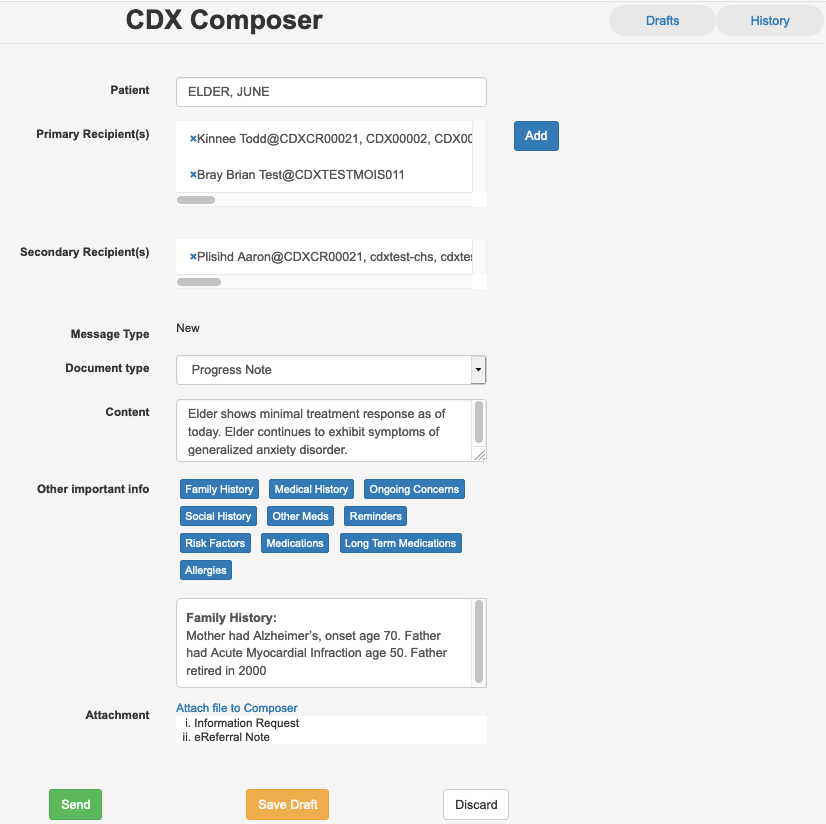 CDX Composer
Drafts
History
Patient
ELDER, JUNE
Primary Recipient(s)
×Kinnee Todd@CDXCR00021, CDX00002, CDX00
Add
×Bray Brian Test@CDXTESTMOIS011
Secondary Recipient(s)
×Plisihd Aaron@CDXCR00021, cdxtest-chs, cdxtes
Message Type
New
Document type
Progress Note
Content
Elder shows minimal treatment response as of
today. Elder continues to exhibit symptoms of
generalized anxiety disorder.
Other important info
Family History Medical History Ongoing Concerns
Social History Other Meds Reminders
Risk Factors Medications Long Term Medications
Allergies
Family History:
Mother had Alzheimer's, onset age 70. Father
had Acute Myocardial Infraction age 50. Father
retired in 2000
Attachment
Attach file to Composer
i. Information Request
ii. eReferral Note
Send
Save Draft
Discard